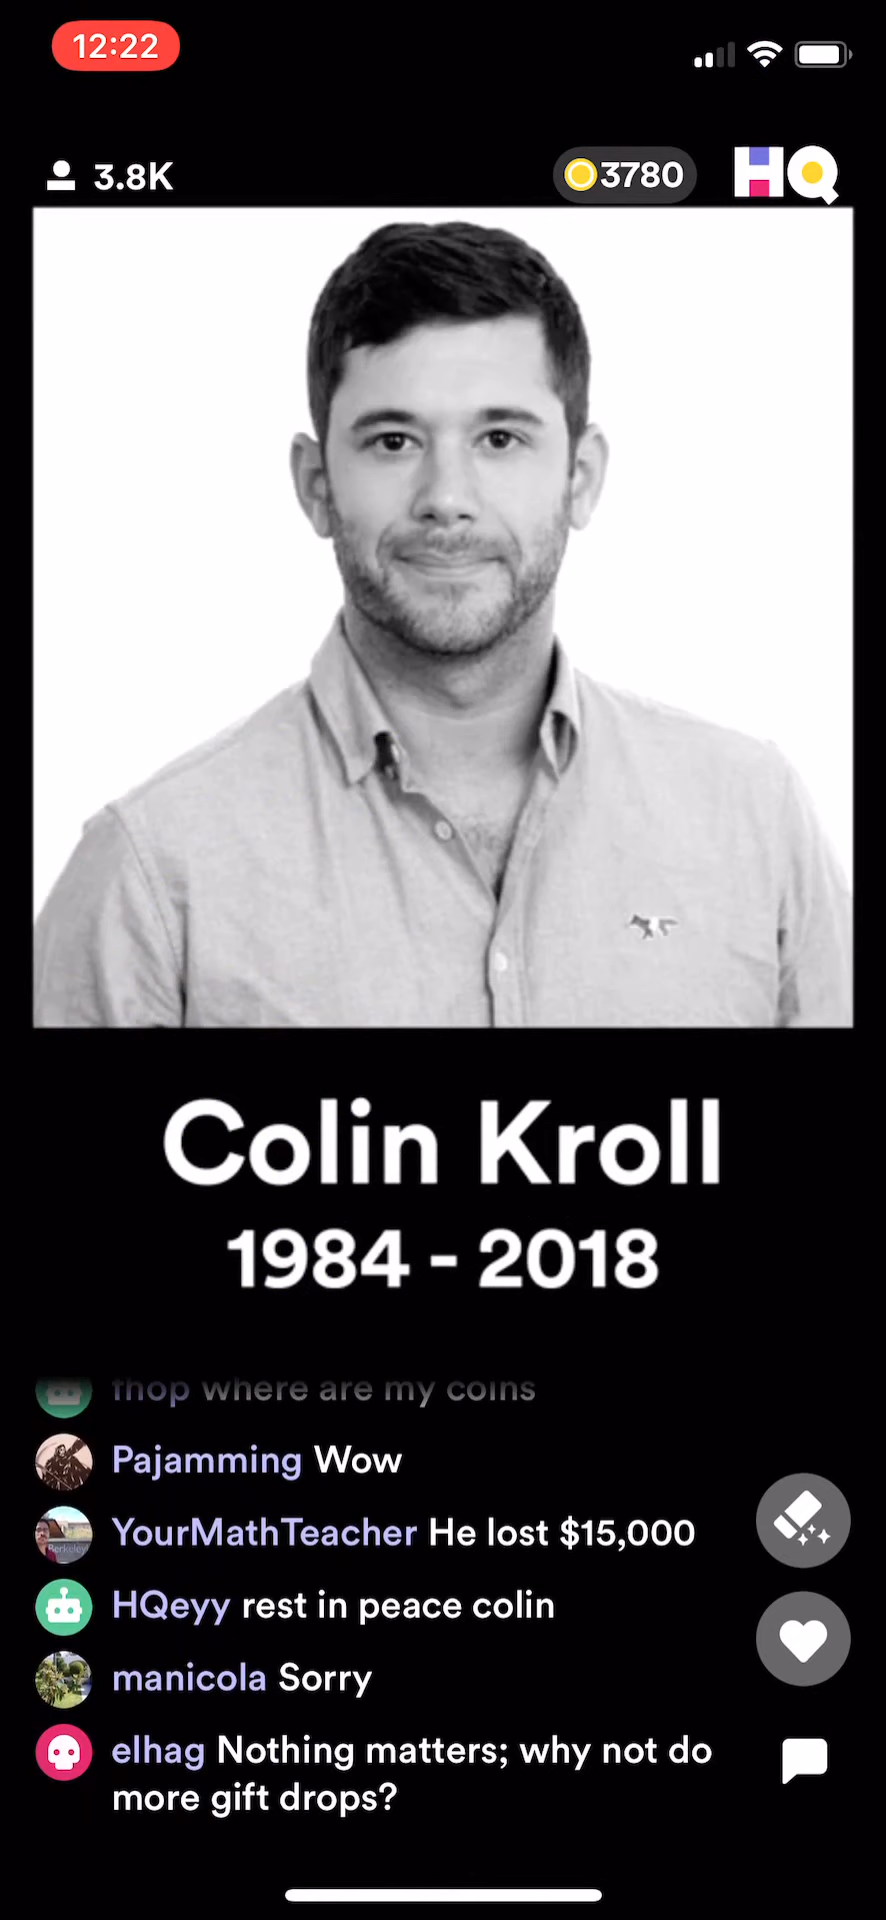 12:22
3.8K
3780
HQ
Colin Kroll
1984 - 2018
thop where are my coins
Pajamming Wow
YourMathTeacher He lost $15,000
HQeyy rest in peace colin
manicola Sorry
elhag Nothing matters; why not do
more gift drops?